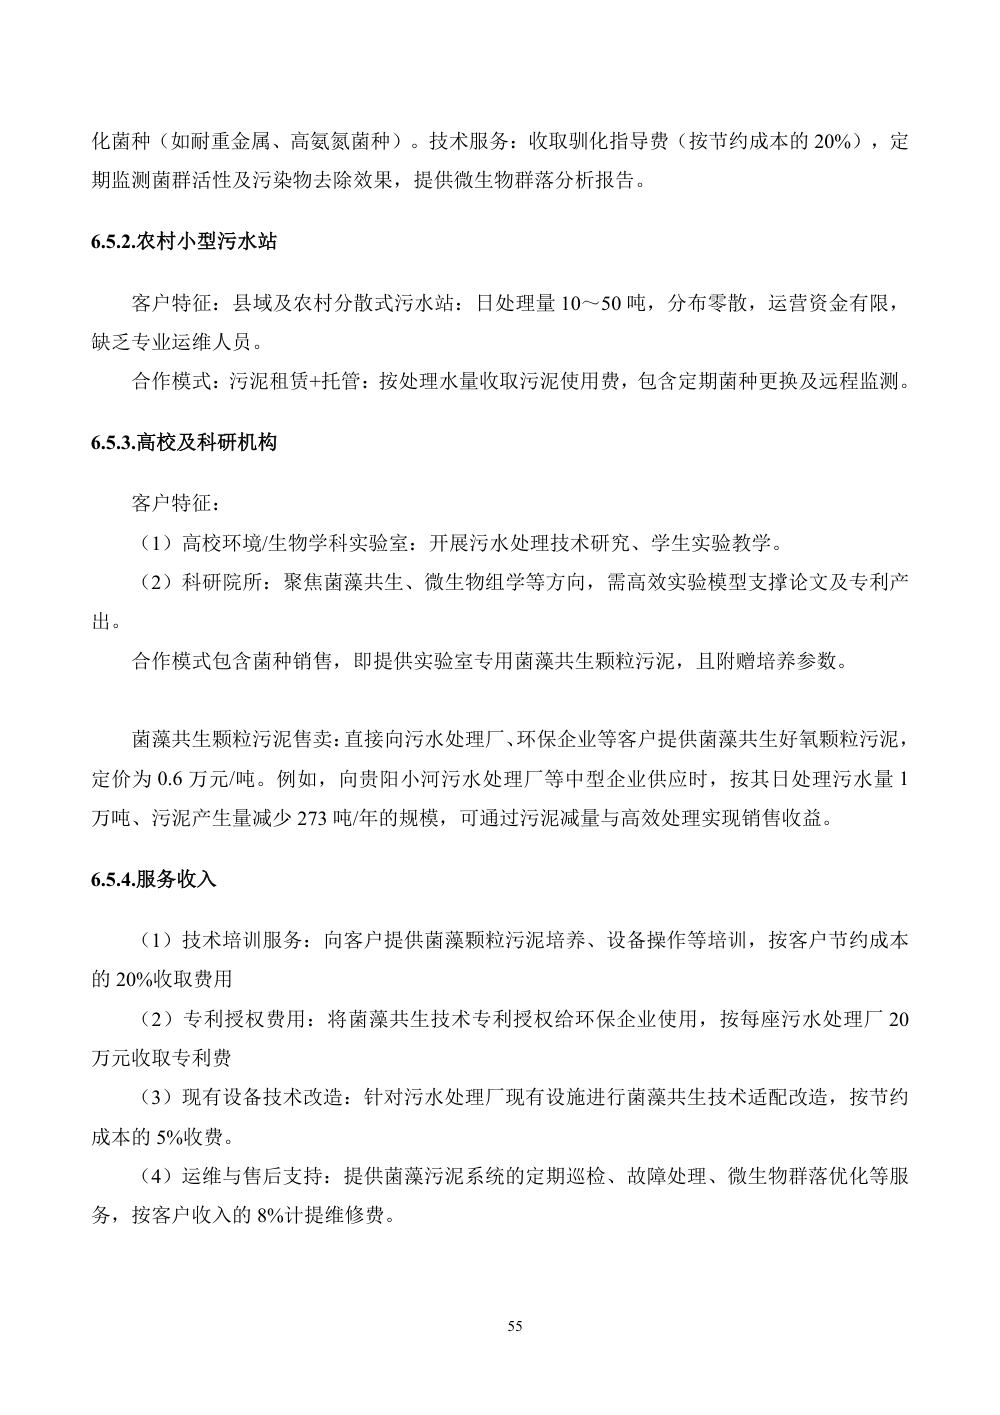 化菌种（如耐重金属、高氨氮菌种）。技术服务：收取驯化指导费（按节约成本的 20%），定
期监测菌群活性及污染物去除效果，提供微生物群落分析报告。
6.5.2.农村小型污水站
客户特征：县域及农村分散式污水站：日处理量 10～50 吨，分布零散，运营资金有限，
缺乏专业运维人员。
合作模式：污泥租赁+托管：按处理水量收取污泥使用费，包含定期菌种更换及远程监测。
6.5.3.高校及科研机构
客户特征：
（1）高校环境/生物学科实验室：开展污水处理技术研究、学生实验教学。
（2）科研院所：聚焦菌藻共生、微生物组学等方向，需高效实验模型支撑论文及专利产
出。
合作模式包含菌种销售，即提供实验室专用菌藻共生颗粒污泥，且附赠培养参数。
菌藻共生颗粒污泥售卖：直接向污水处理厂、环保企业等客户提供菌藻共生好氧颗粒污泥，
定价为 0.6 万元/吨。例如，向贵阳小河污水处理厂等中型企业供应时，按其日处理污水量 1
万吨、污泥产生量减少 273 吨/年的规模，可通过污泥减量与高效处理实现销售收益。
6.5.4.服务收入
（1）技术培训服务：向客户提供菌藻颗粒污泥培养、设备操作等培训，按客户节约成本
的 20%收取费用
（2）专利授权费用：将菌藻共生技术专利授权给环保企业使用，按每座污水处理厂 20
万元收取专利费
（3）现有设备技术改造：针对污水处理厂现有设施进行菌藻共生技术适配改造，按节约
成本的 5%收费。
（4）运维与售后支持：提供菌藻污泥系统的定期巡检、故障处理、微生物群落优化等服
务，按客户收入的 8%计提维修费。
55